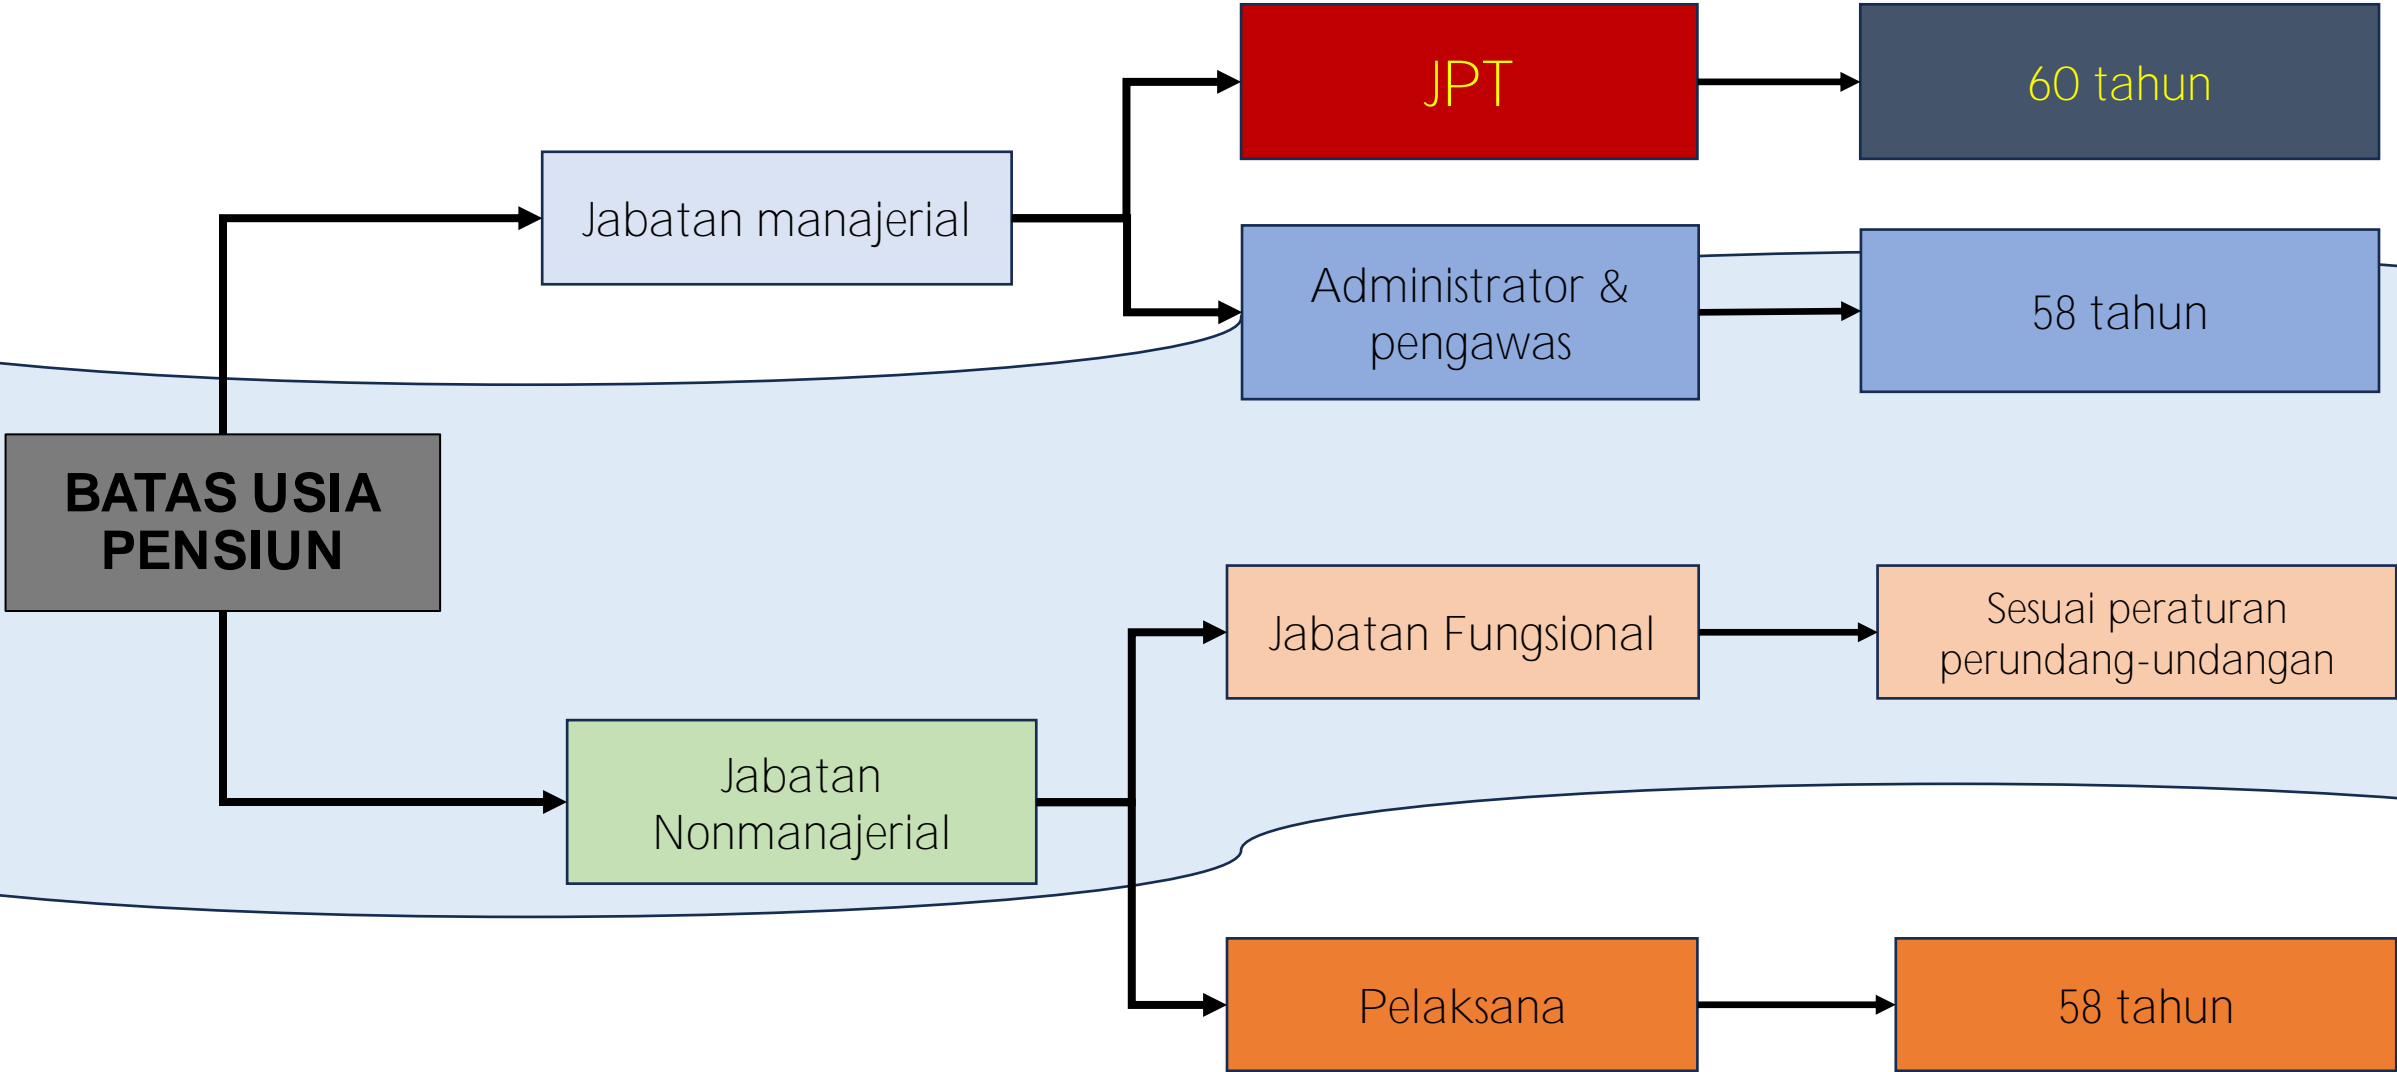 BATAS USIA
PENSIUN
Jabatan manajerial
JPT
60 tahun
Administrator &
pengawas
58 tahun
Jabatan
Nonmanajerial
Jabatan Fungsional
Sesuai peraturan
perundang-undangan
Pelaksana
58 tahun